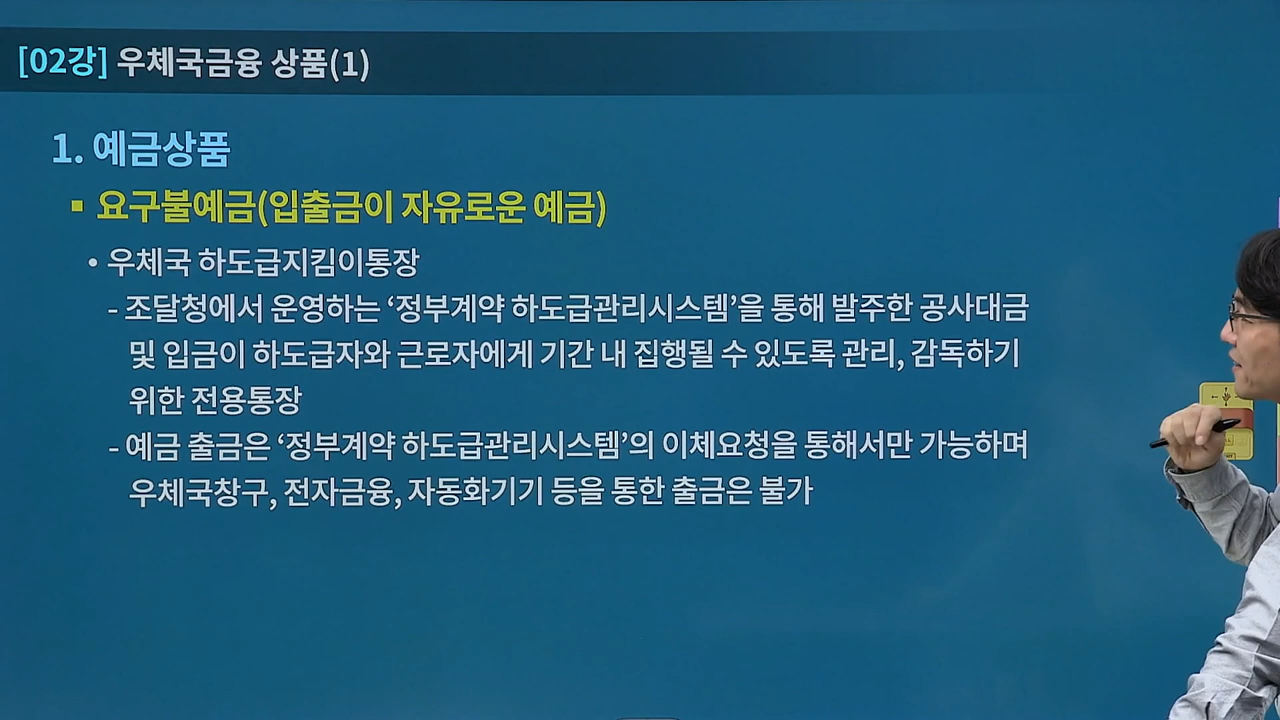 [02강] 우체국금융 상품(1)
1. 예금상품
▪ 요구불예금(입출금이 자유로운 예금)
• 우체국 하도급지킴이통장
- 조달청에서 운영하는 ‘정부계약 하도급관리시스템’을 통해 발주한 공사대금
및 입금이 하도급자와 근로자에게 기간 내 집행될 수 있도록 관리, 감독하기
위한 전용통장
- 예금 출금은 ‘정부계약 하도급관리시스템’의 이체요청을 통해서만 가능하며
우체국창구, 전자금융, 자동화기기 등을 통한 출금은 불가